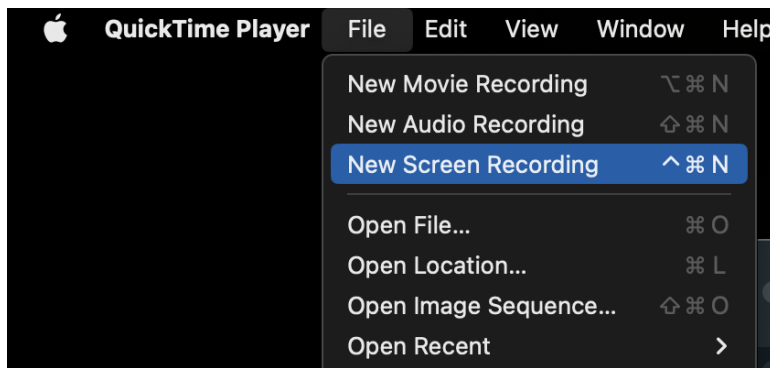 QuickTime Player File Edit View Window Help
New Movie Recording ⌥⌘N
New Audio Recording ⇧⌘N
New Screen Recording ^⌘N
Open File... ⌘O
Open Location... ⌘L
Open Image Sequence... ⇧⌘O
Open Recent >